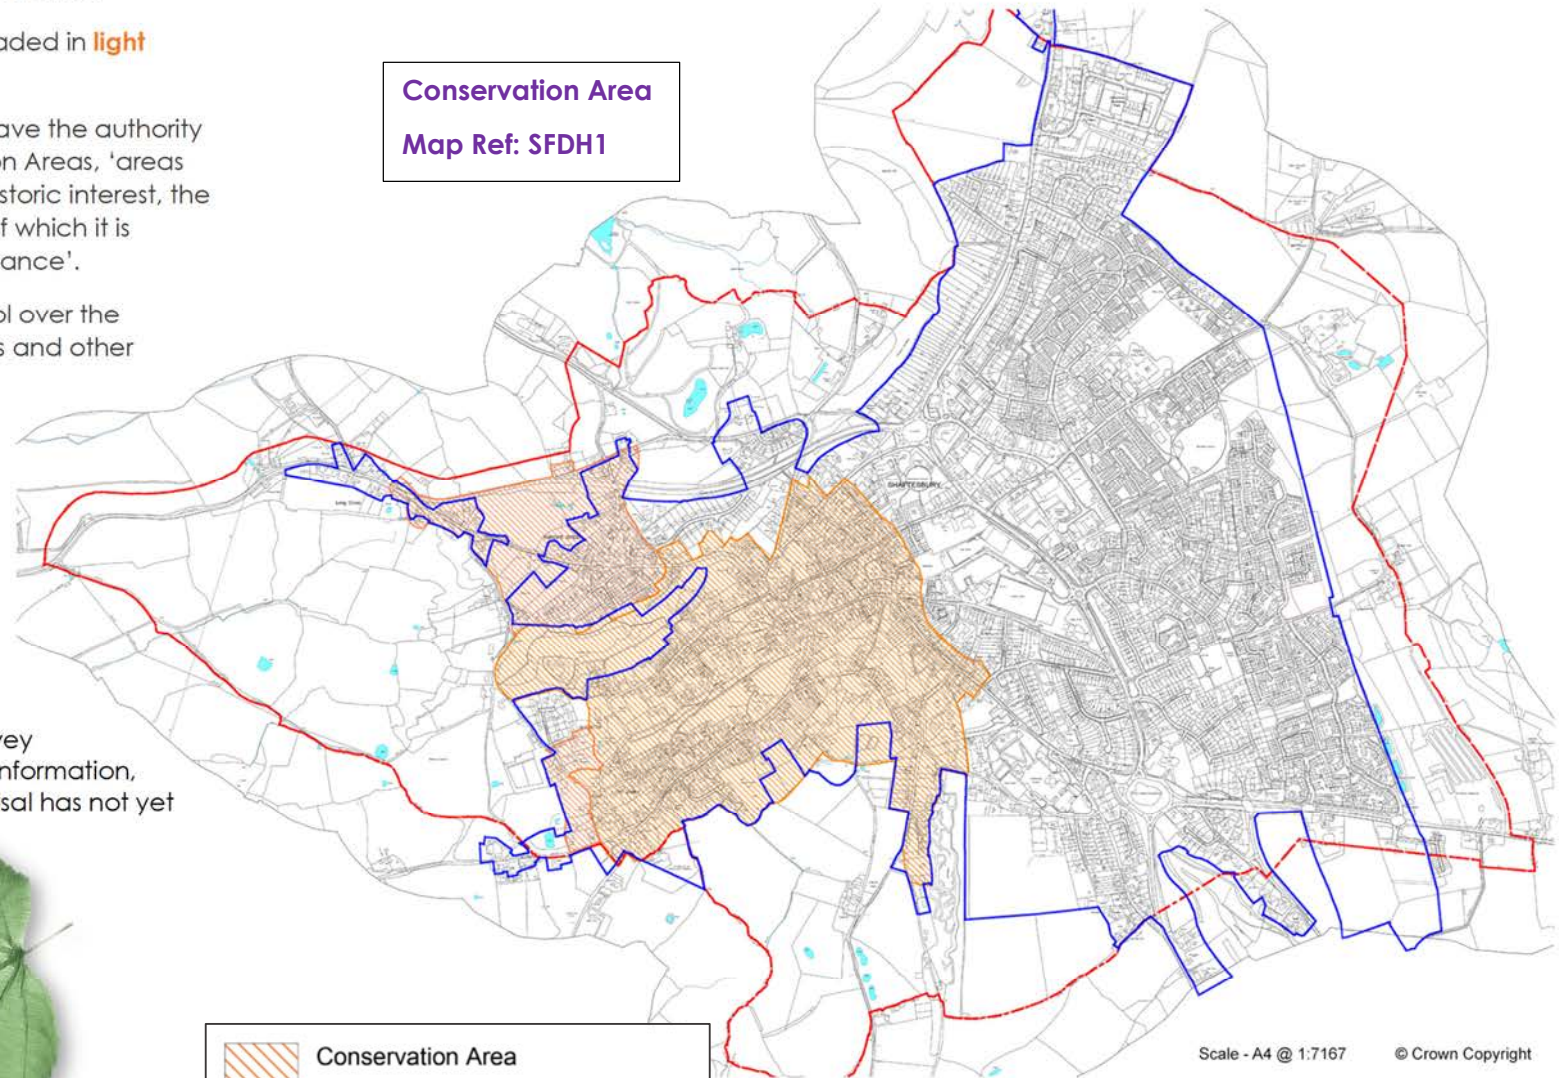 aded in light
ave the authority
on Areas, 'areas
storic interest, the
f which it is
ance'.
ol over the
s and other
vey
nformation,
sal has not yet
Conservation Area
Map Ref: SFDH1
SHAFTESBURY
Conservation Area
Scale - A4 @ 1:7167
© Crown Copyright